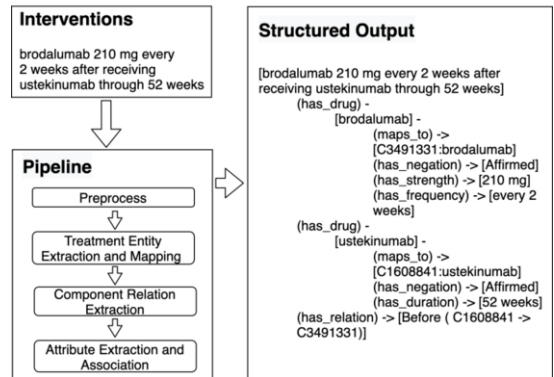 Interventions
brodalumab 210 mg every
2 weeks after receiving
ustekinumab through 52 weeks
Pipeline
Preprocess
Treatment Entity
Extraction and Mapping
Component Relation
Extraction
Attribute Extraction and
Association
Structured Output
[brodalumab 210 mg every 2 weeks after
receiving ustekinumab through 52 weeks]
(has_drug) -
[brodalumab] -
(maps_to) ->
[C3491331:brodalumab]
(has_negation) -> [Affirmed]
(has_strength) -> [210 mg]
(has_frequency) -> [every 2
weeks]
(has_drug) -
[ustekinumab] -
(maps_to) ->
[C1608841:ustekinumab]
(has_negation) -> [Affirmed]
(has_duration) -> [52 weeks]
(has_relation) -> [Before ( C1608841 ->
C3491331)]